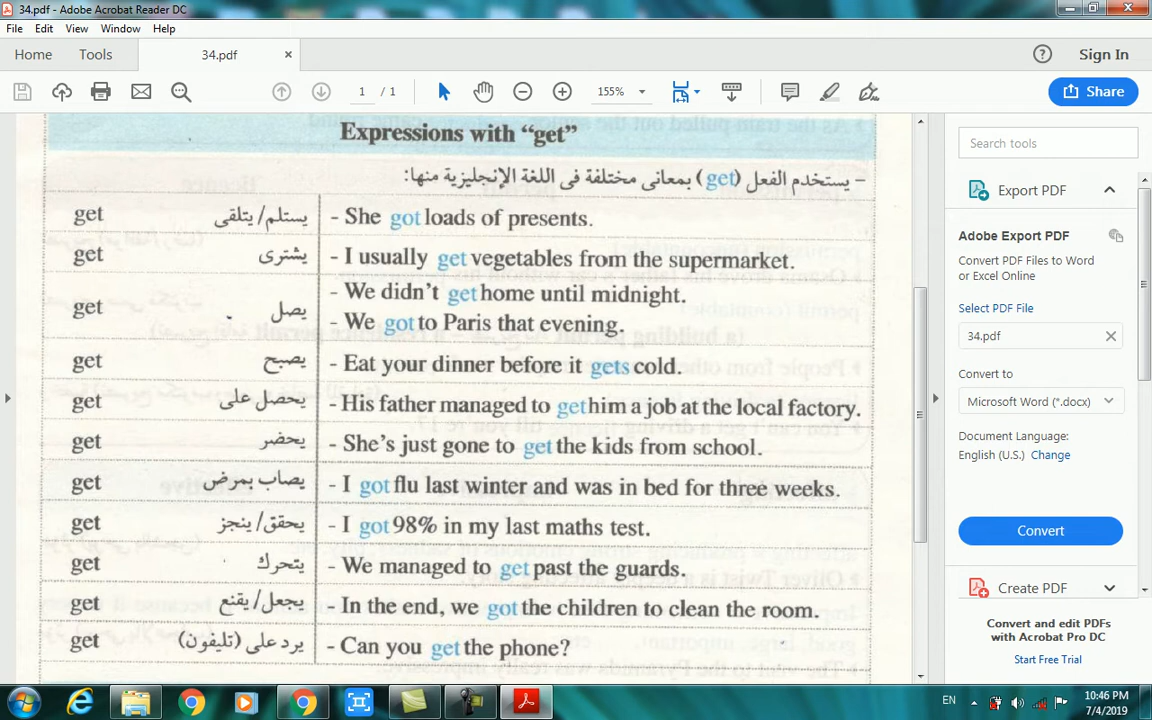 34.pdf - Adobe Acrobat Reader DC
File Edit View Window Help
Home Tools 34.pdf × Sign In
1 / 1 155% Share
Expressions with “get”
- يستخدم الفعل (get) بمعانى مختلفة فى اللغة الإنجليزية منها:
get يستلم/ يتلقى - She got loads of presents.
get يشترى - I usually get vegetables from the supermarket.
get يصل - We didn’t get home until midnight.
- We got to Paris that evening.
get يصبح - Eat your dinner before it gets cold.
get يحصل على - His father managed to get him a job at the local factory.
get يحضر - She’s just gone to get the kids from school.
get يصاب بمرض - I got flu last winter and was in bed for three weeks.
get يحقق/ ينجز - I got 98% in my last maths test.
get يتحرك - We managed to get past the guards.
get يجعل/ يقنع - In the end, we got the children to clean the room.
get يرد على (تليفون) - Can you get the phone?
Search tools
Export PDF
Adobe Export PDF
Convert PDF Files to Word
or Excel Online
Select PDF File
34.pdf
Convert to
Microsoft Word (*.docx)
Document Language:
English (U.S.) Change
Convert
Create PDF
Convert and edit PDFs
with Acrobat Pro DC
Start Free Trial
EN
10:46 PM
7/4/2019